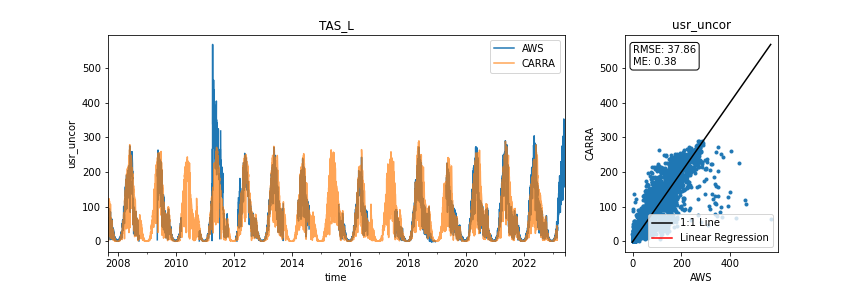 TAS_L
usr_uncor
500
400
300
200
100
0
2008
2010
2012
2014
2016
2018
2020
2022
time
usr_uncor
AWS
CARRA
RMSE: 37.86
ME: 0.38
500
400
300
200
100
0
CARRA
0
200
400
AWS
1:1 Line
Linear Regression